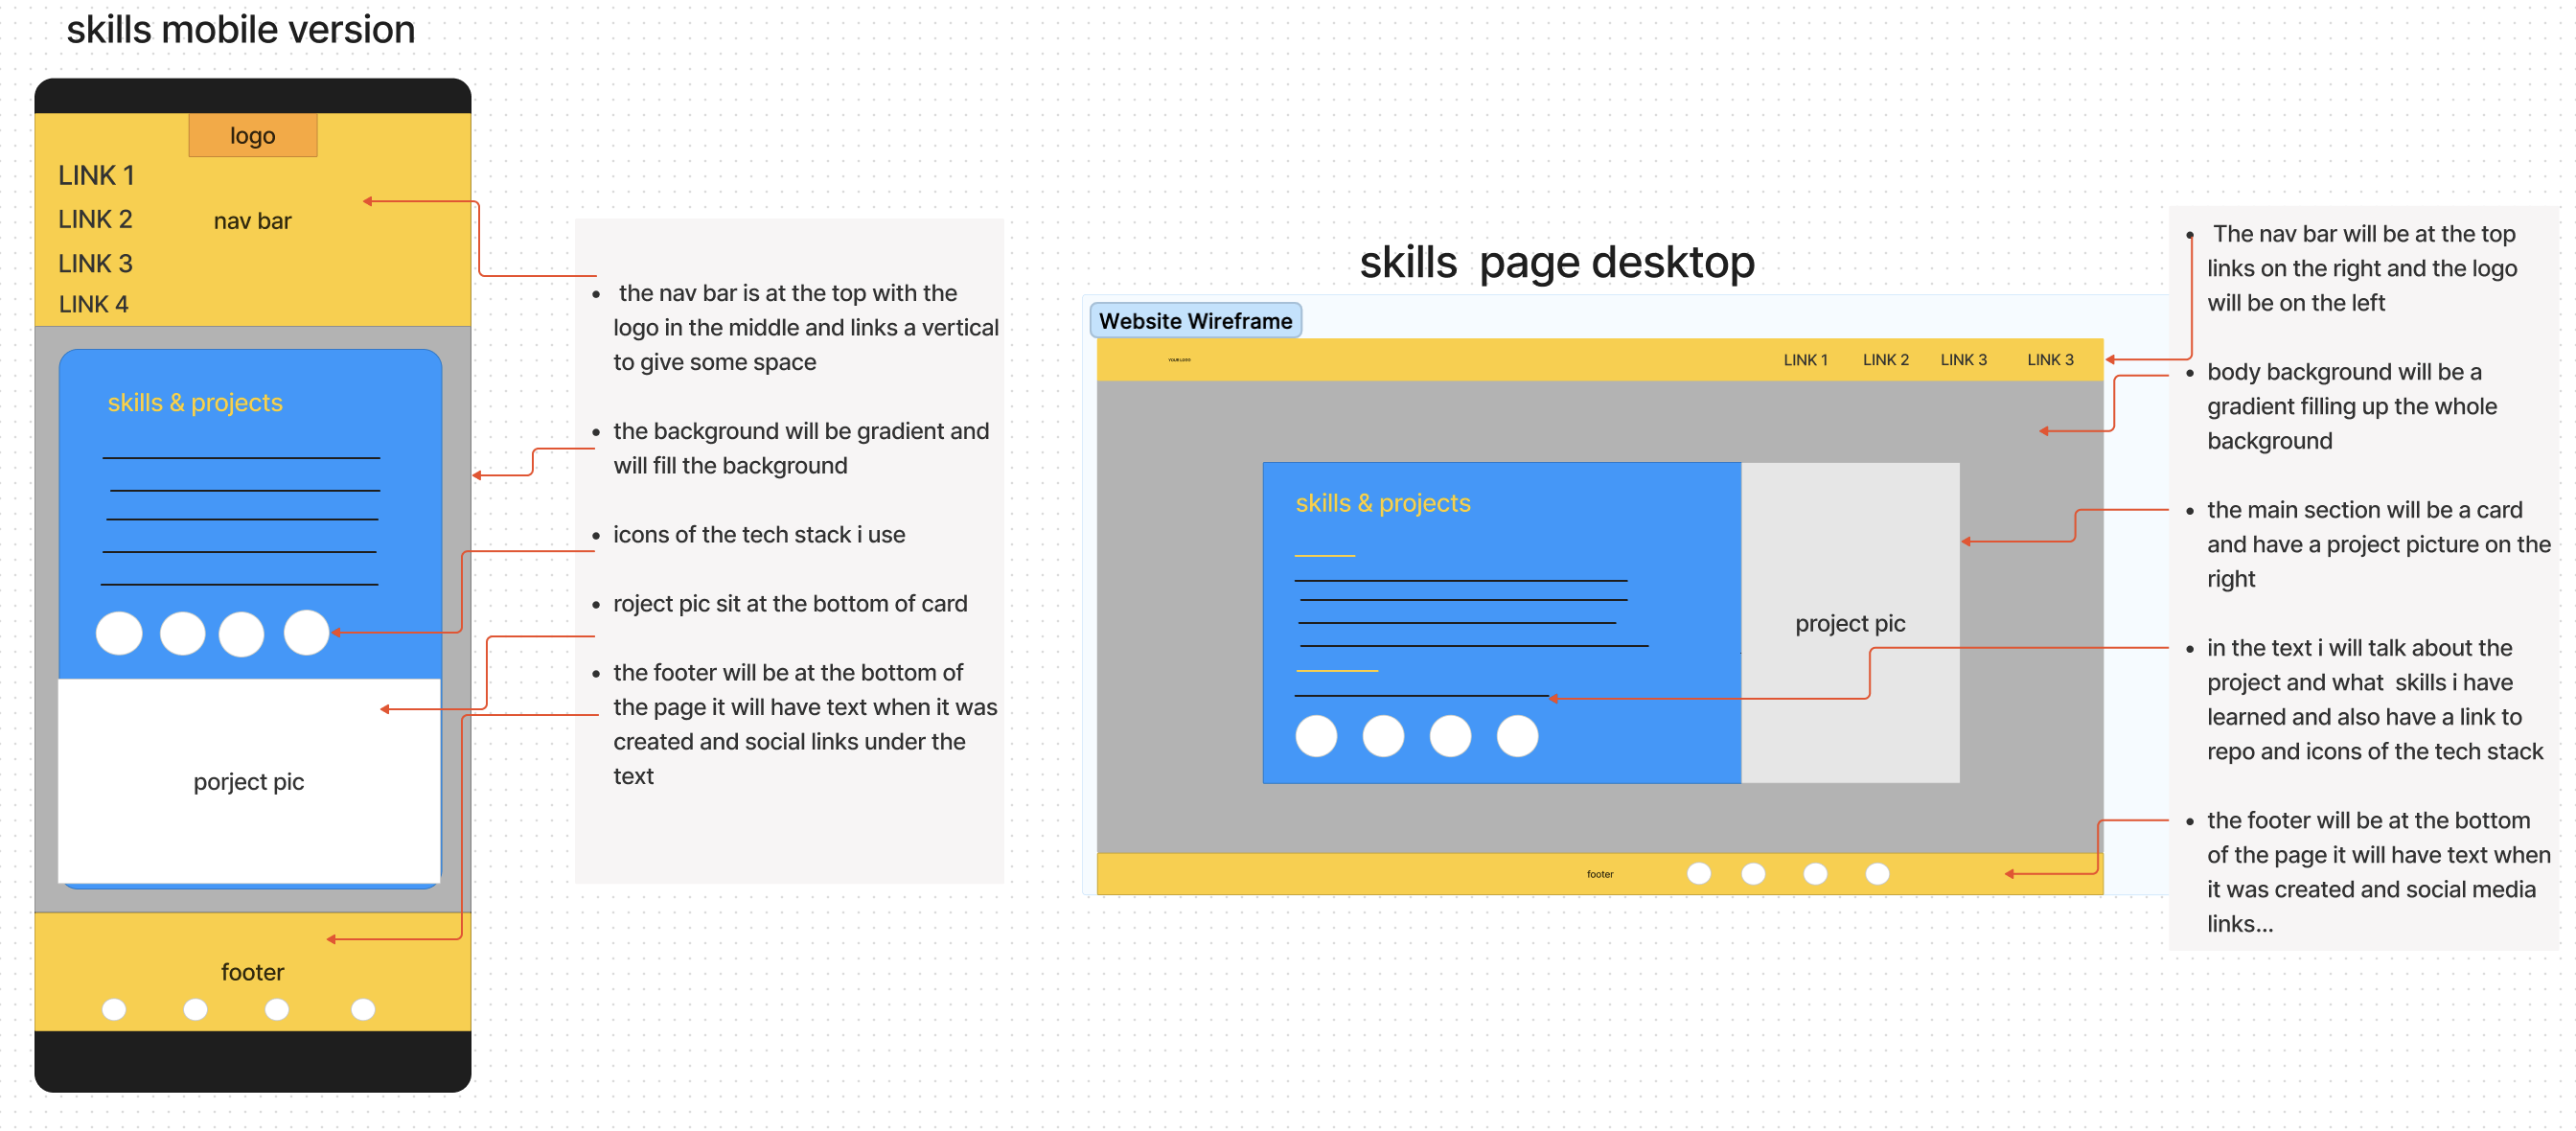 skills mobile version
logo
LINK 1
LINK 2
nav bar
LINK 3
LINK 4
skills & projects
porject pic
footer
• the nav bar is at the top with the
logo in the middle and links a vertical
to give some space
• the background will be gradient and
will fill the background
• icons of the tech stack i use
• roject pic sit at the bottom of card
• the footer will be at the bottom of
the page it will have text when it was
created and social links under the
text
skills page desktop
Website Wireframe
YOUR LOGO
LINK 1 LINK 2 LINK 3 LINK 3
skills & projects
project pic
footer
• The nav bar will be at the top
links on the right and the logo
will be on the left
• body background will be a
gradient filling up the whole
background
• the main section will be a card
and have a project picture on the
right
• in the text i will talk about the
project and what skills i have
learned and also have a link to
repo and icons of the tech stack
• the footer will be at the bottom
of the page it will have text when
it was created and social media
links...